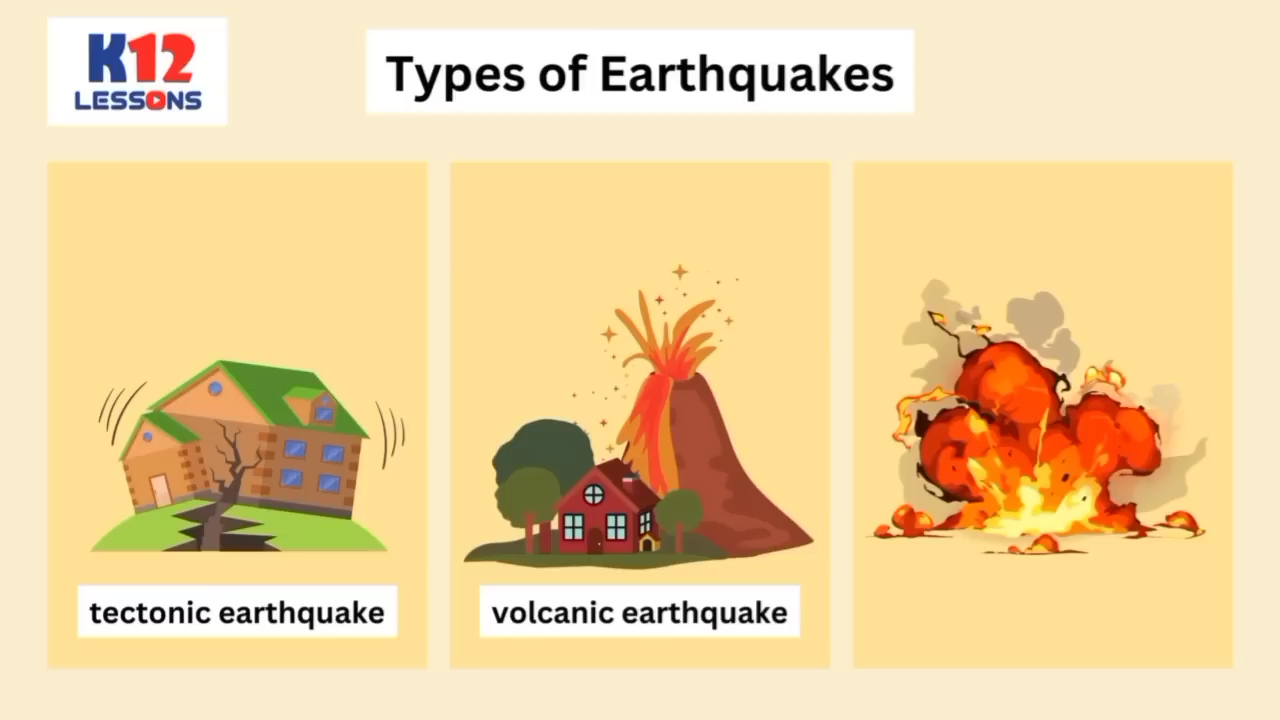 K12
LESSONS
Types of Earthquakes
tectonic earthquake
volcanic earthquake